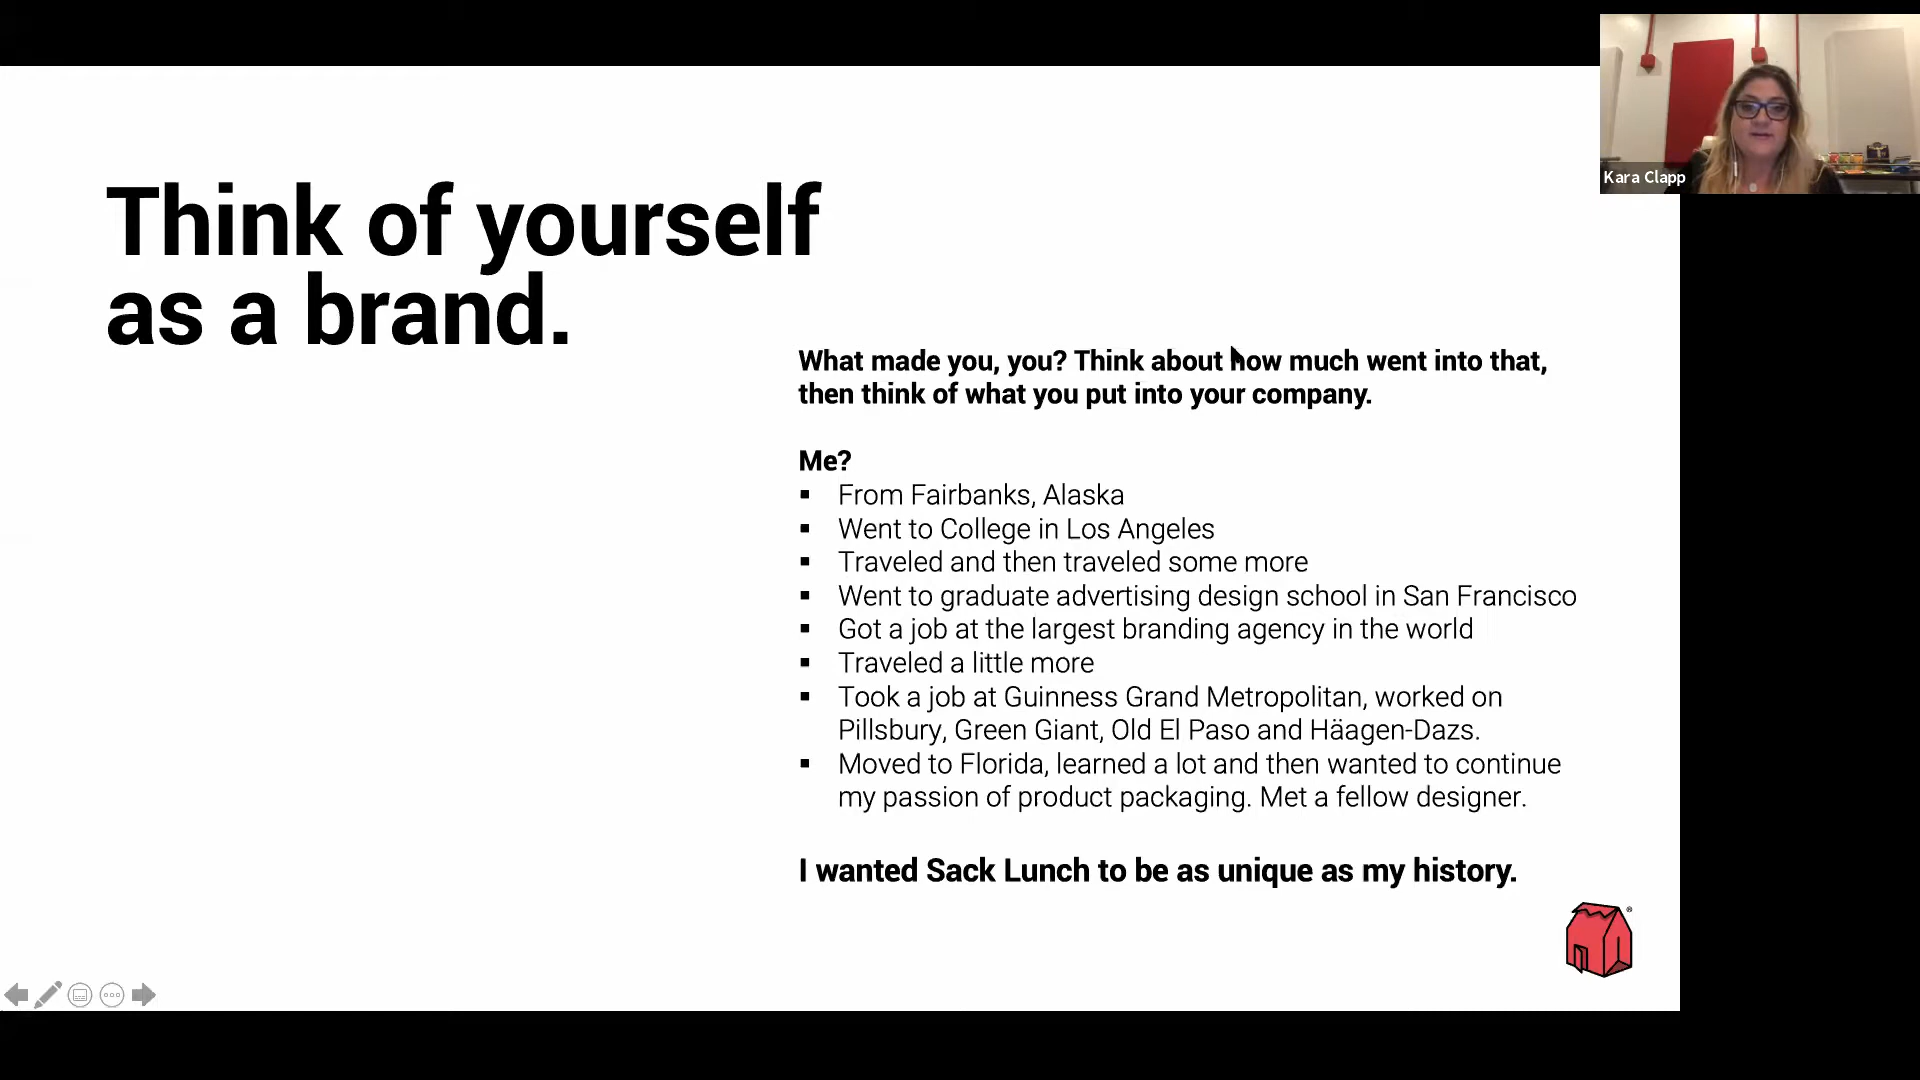 Kara Clapp
Think of yourself
as a brand.
What made you, you? Think about how much went into that,
then think of what you put into your company.
Me?
▪ From Fairbanks, Alaska
▪ Went to College in Los Angeles
▪ Traveled and then traveled some more
▪ Went to graduate advertising design school in San Francisco
▪ Got a job at the largest branding agency in the world
▪ Traveled a little more
▪ Took a job at Guinness Grand Metropolitan, worked on
Pillsbury, Green Giant, Old El Paso and Häagen-Dazs.
▪ Moved to Florida, learned a lot and then wanted to continue
my passion of product packaging. Met a fellow designer.
I wanted Sack Lunch to be as unique as my history.
®